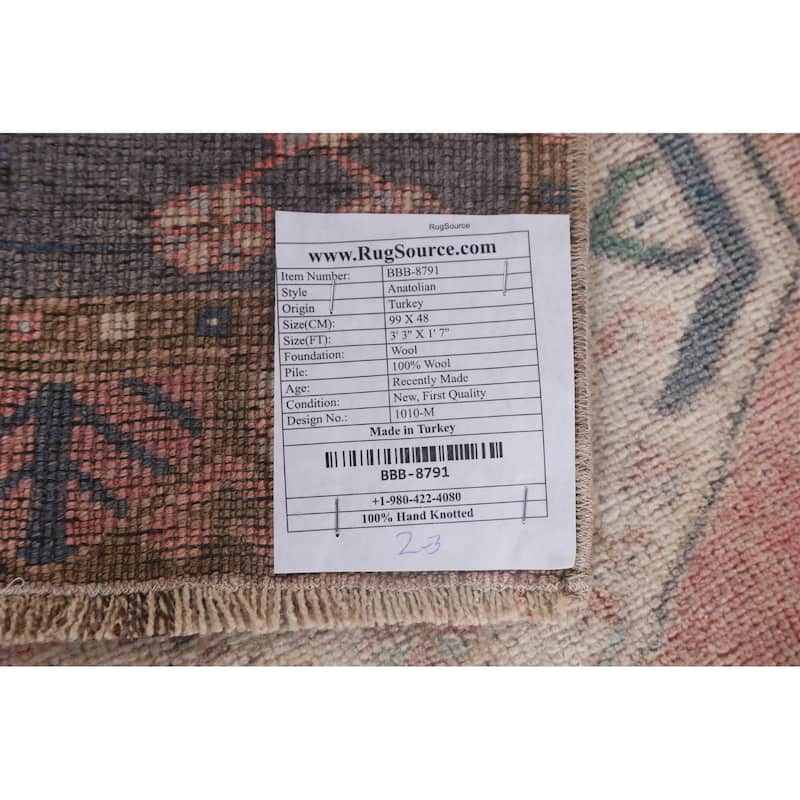 RugSource
www.RugSource.com
Item Number: BBB-8791
Style Anatolian
Origin Turkey
Size(CM): 99 X 48
Size(FT): 3' 3" X 1' 7"
Foundation: Wool
Pile: 100% Wool
Age: Recently Made
Condition: New, First Quality
Design No.: 1010-M
Made in Turkey
BBB-8791
+1-980-422-4080
100% Hand Knotted
2-3